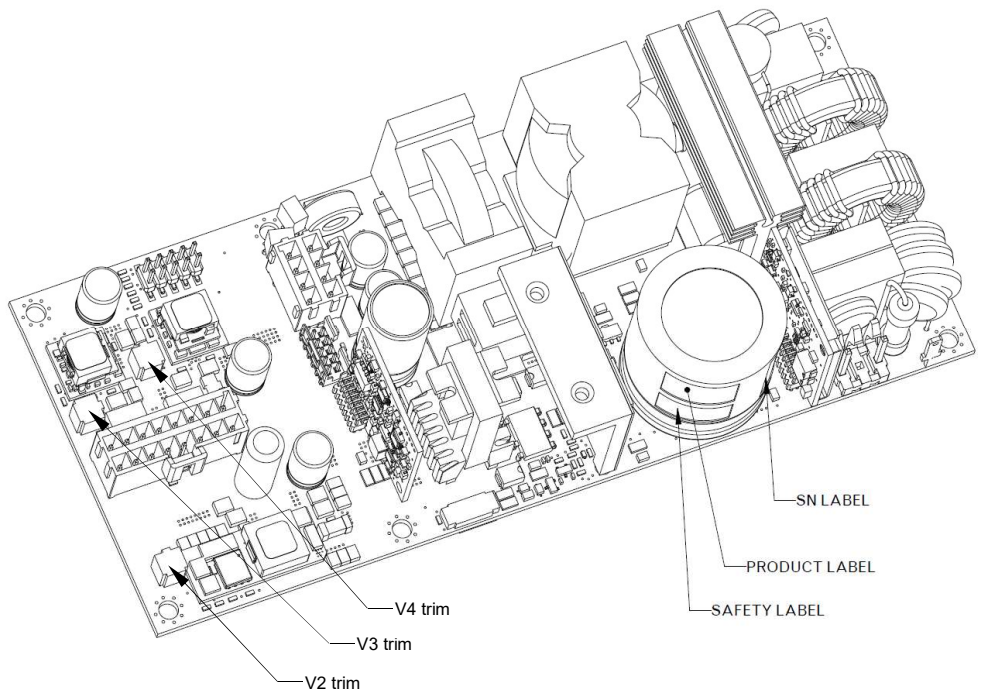 SN LABEL
PRODUCT LABEL
SAFETY LABEL
V4 trim
V3 trim
V2 trim